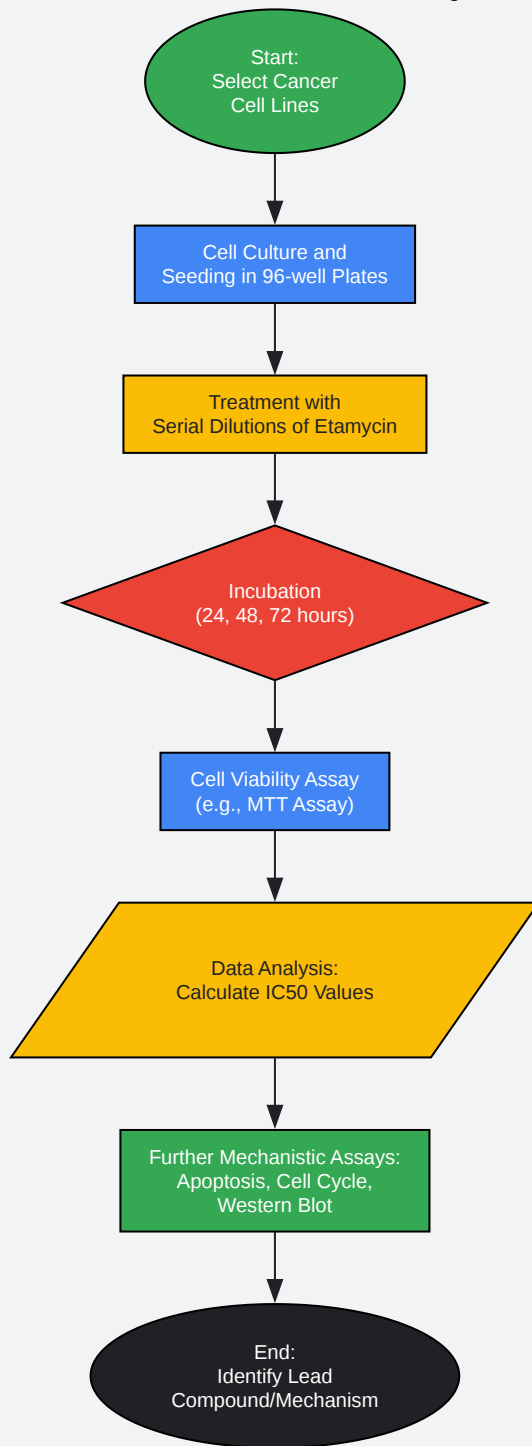 Start:
Select Cancer
Cell Lines
Cell Culture and
Seeding in 96-well Plates
Treatment with
Serial Dilutions of Etamycin
Incubation
(24, 48, 72 hours)
Cell Viability Assay
(e.g., MTT Assay)
Data Analysis:
Calculate IC50 Values
Further Mechanistic Assays:
Apoptosis, Cell Cycle,
Western Blot
End:
Identify Lead
Compound/Mechanism